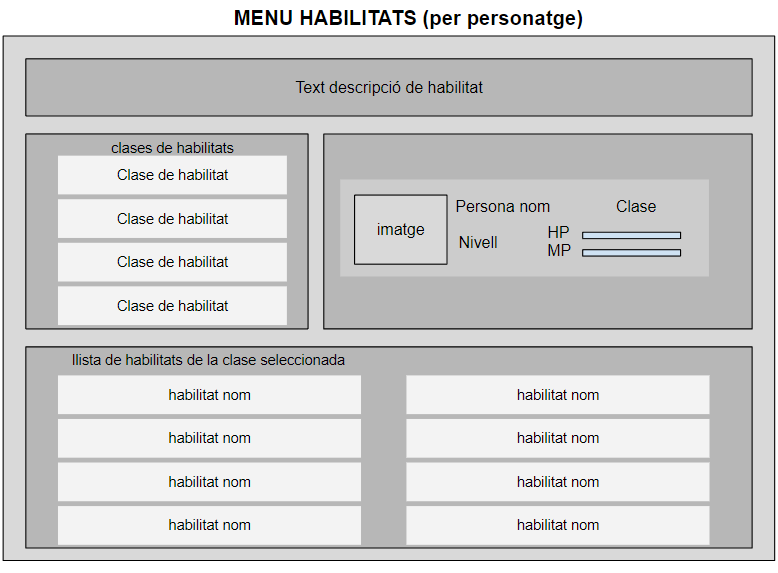 MENU HABILITATS (per personatge)
Text descripció de habilitat
clases de habilitats
Clase de habilitat
Clase de habilitat
Clase de habilitat
Clase de habilitat
imatge
Persona nom
Clase
Nivell
HP
MP
llista de habilitats de la clase seleccionada
habilitat nom
habilitat nom
habilitat nom
habilitat nom
habilitat nom
habilitat nom
habilitat nom
habilitat nom